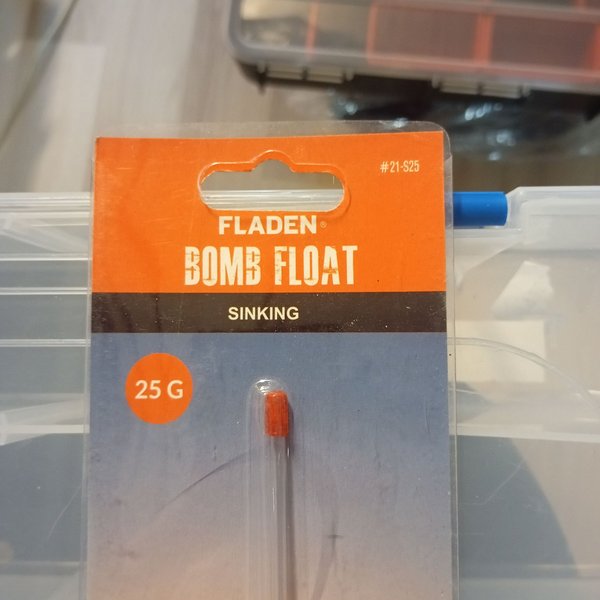 #21-S25
FLADEN®
BOMB FLOAT
SINKING
25 G